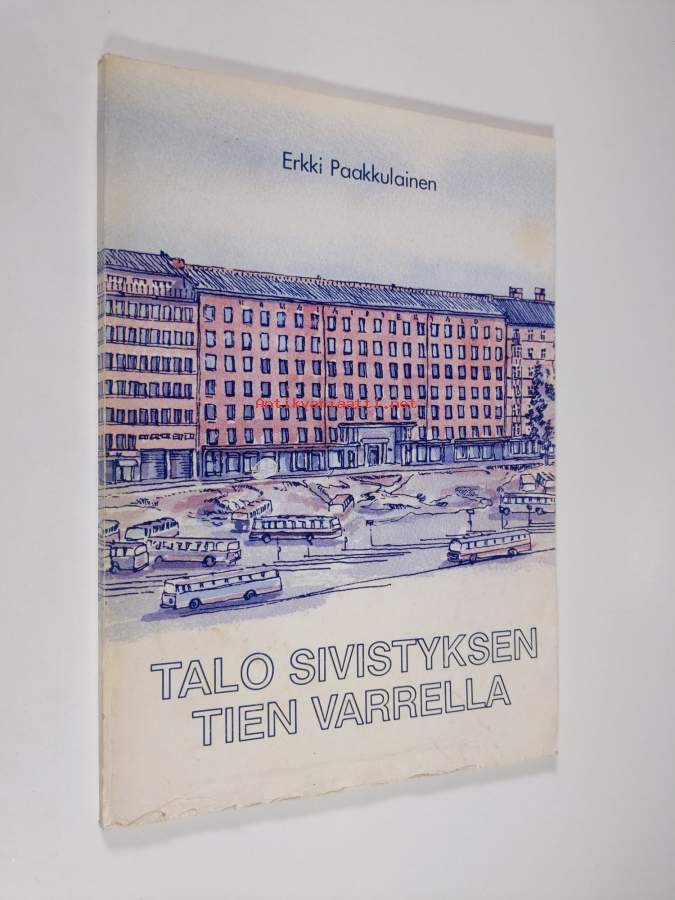 Erkki Paakkulainen
Antikvariaatti.net
TALO SIVISTYKSEN
TIEN VARRELLA